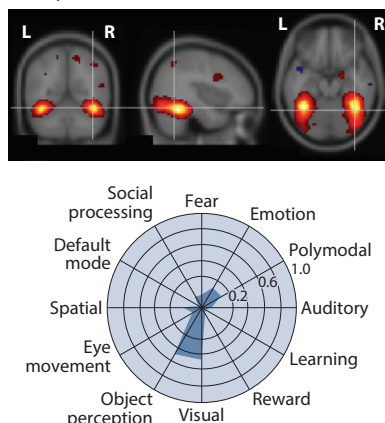 L
R
L
R
Social
processing
Fear
Emotion
Default
mode
Polymodal
1.0
0.6
0.2
Spatial
Auditory
Eye
movement
Learning
Object
perception
Visual
Reward